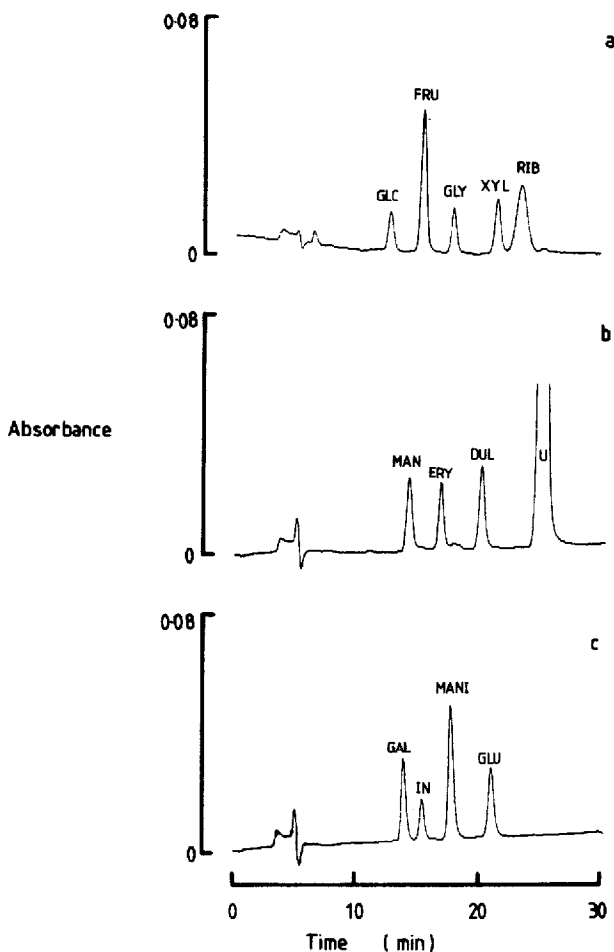 0·08
a
FRU
GLC
GLY
XYL
RIB
0
0·08
b
Absorbance
MAN
ERY
DUL
U
0
0·08
c
MANI
GAL
IN
GLU
0
0 10 20 30
Time (min)